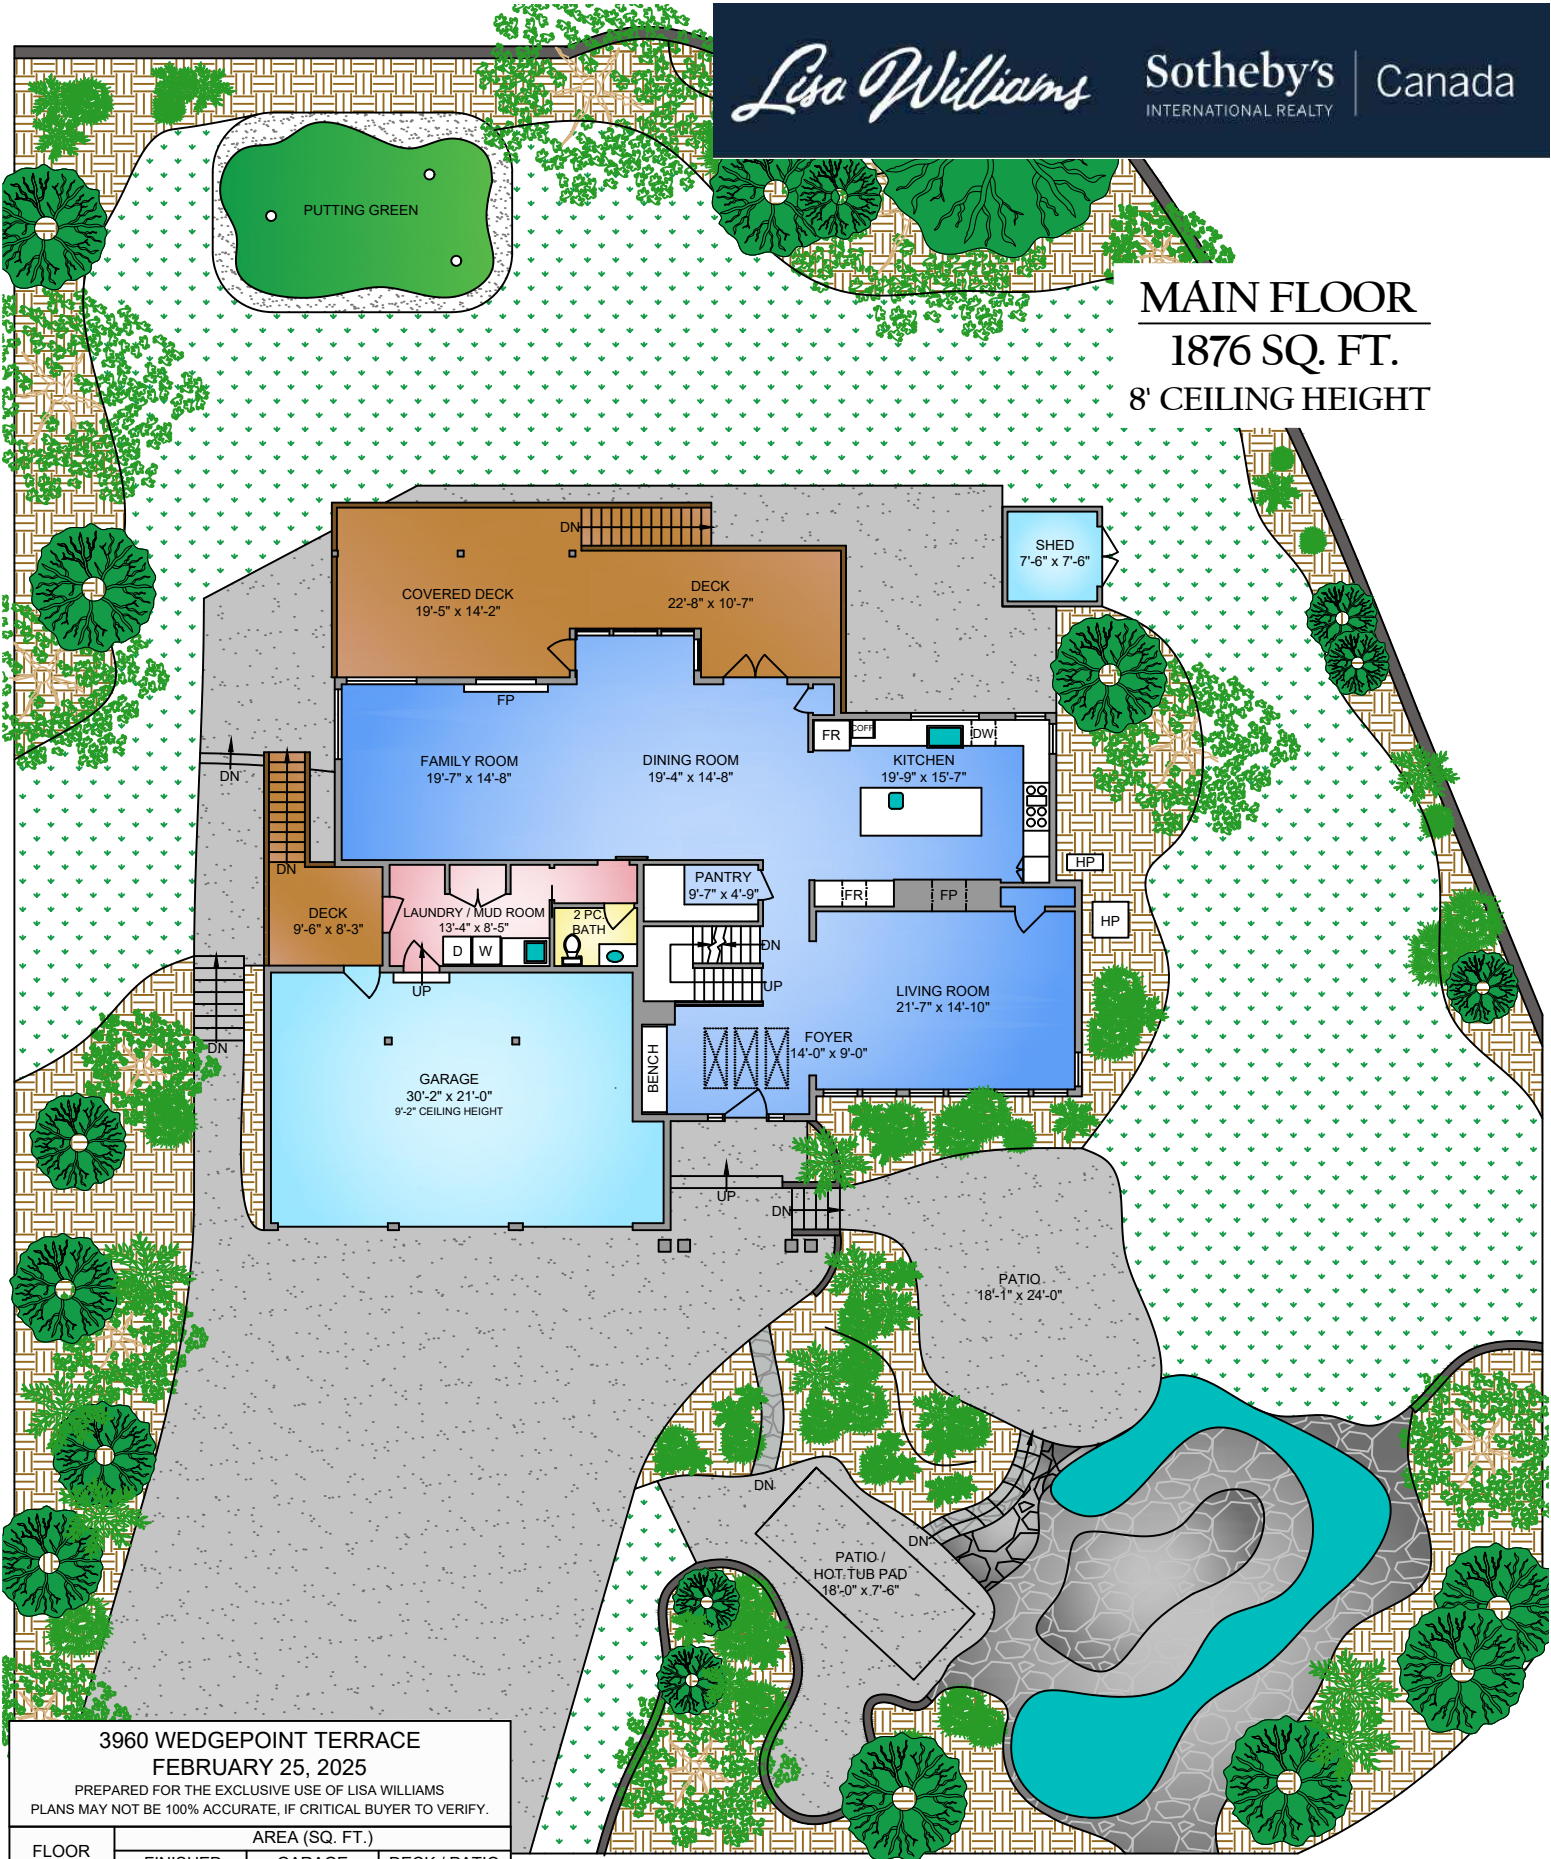 Lisa Williams
Sotheby's
INTERNATIONAL REALTY
Canada
MAIN FLOOR
1876 SQ. FT.
8' CEILING HEIGHT
PUTTING GREEN
SHED
7'-6" x 7'-6"
DN
COVERED DECK
19'-5" x 14'-2"
DECK
22'-8" x 10'-7"
FP
FR
COFF
DW
FAMILY ROOM
19'-7" x 14'-8"
DINING ROOM
19'-4" x 14'-8"
KITCHEN
19'-9" x 15'-7"
DN
DN
HP
PANTRY
9'-7" x 4'-9"
FR
FP
HP
DECK
9'-6" x 8'-3"
LAUNDRY / MUD ROOM
13'-4" x 8'-5"
2 PC.
BATH
D
W
DN
UP
UP
LIVING ROOM
21'-7" x 14'-10"
DN
FOYER
14'-0" x 9'-0"
BENCH
GARAGE
30'-2" x 21'-0"
9'-2" CEILING HEIGHT
UP
DN
PATIO
18'-1" x 24'-0"
DN
DN
PATIO /
HOT TUB PAD
18'-0" x 7'-6"
3960 WEDGEPOINT TERRACE
FEBRUARY 25, 2025
PREPARED FOR THE EXCLUSIVE USE OF LISA WILLIAMS
PLANS MAY NOT BE 100% ACCURATE, IF CRITICAL BUYER TO VERIFY.
FLOOR
AREA (SQ. FT.)
FINISHED
GARAGE
DECK / PATIO